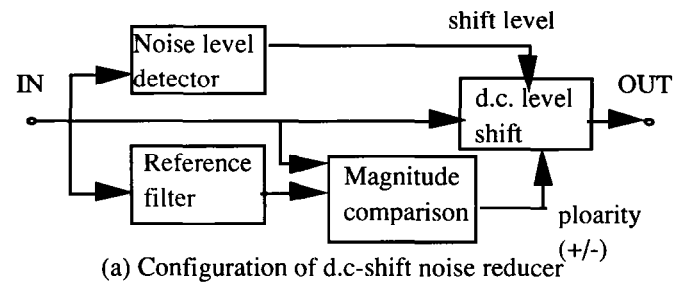 shift level
Noise level
detector
IN
OUT
d.c. level
shift
Reference
filter
Magnitude
comparison
ploarity
(+/-)
(a) Configuration of d.c-shift noise reducer